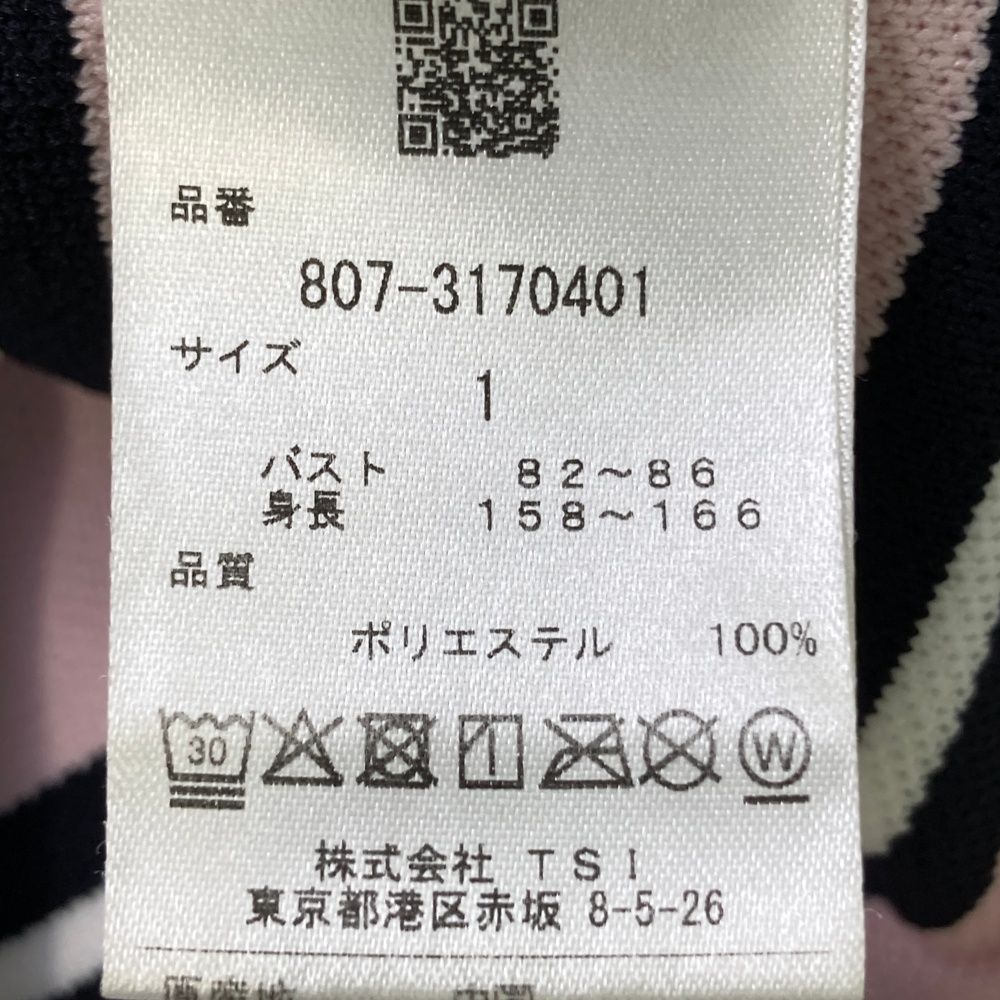 品番
807-3170401
サイズ
1
バスト 82～86
身長 158～166
品質
ポリエステル 100%
30
W
株式会社 TSI
東京都港区赤坂 8-5-26